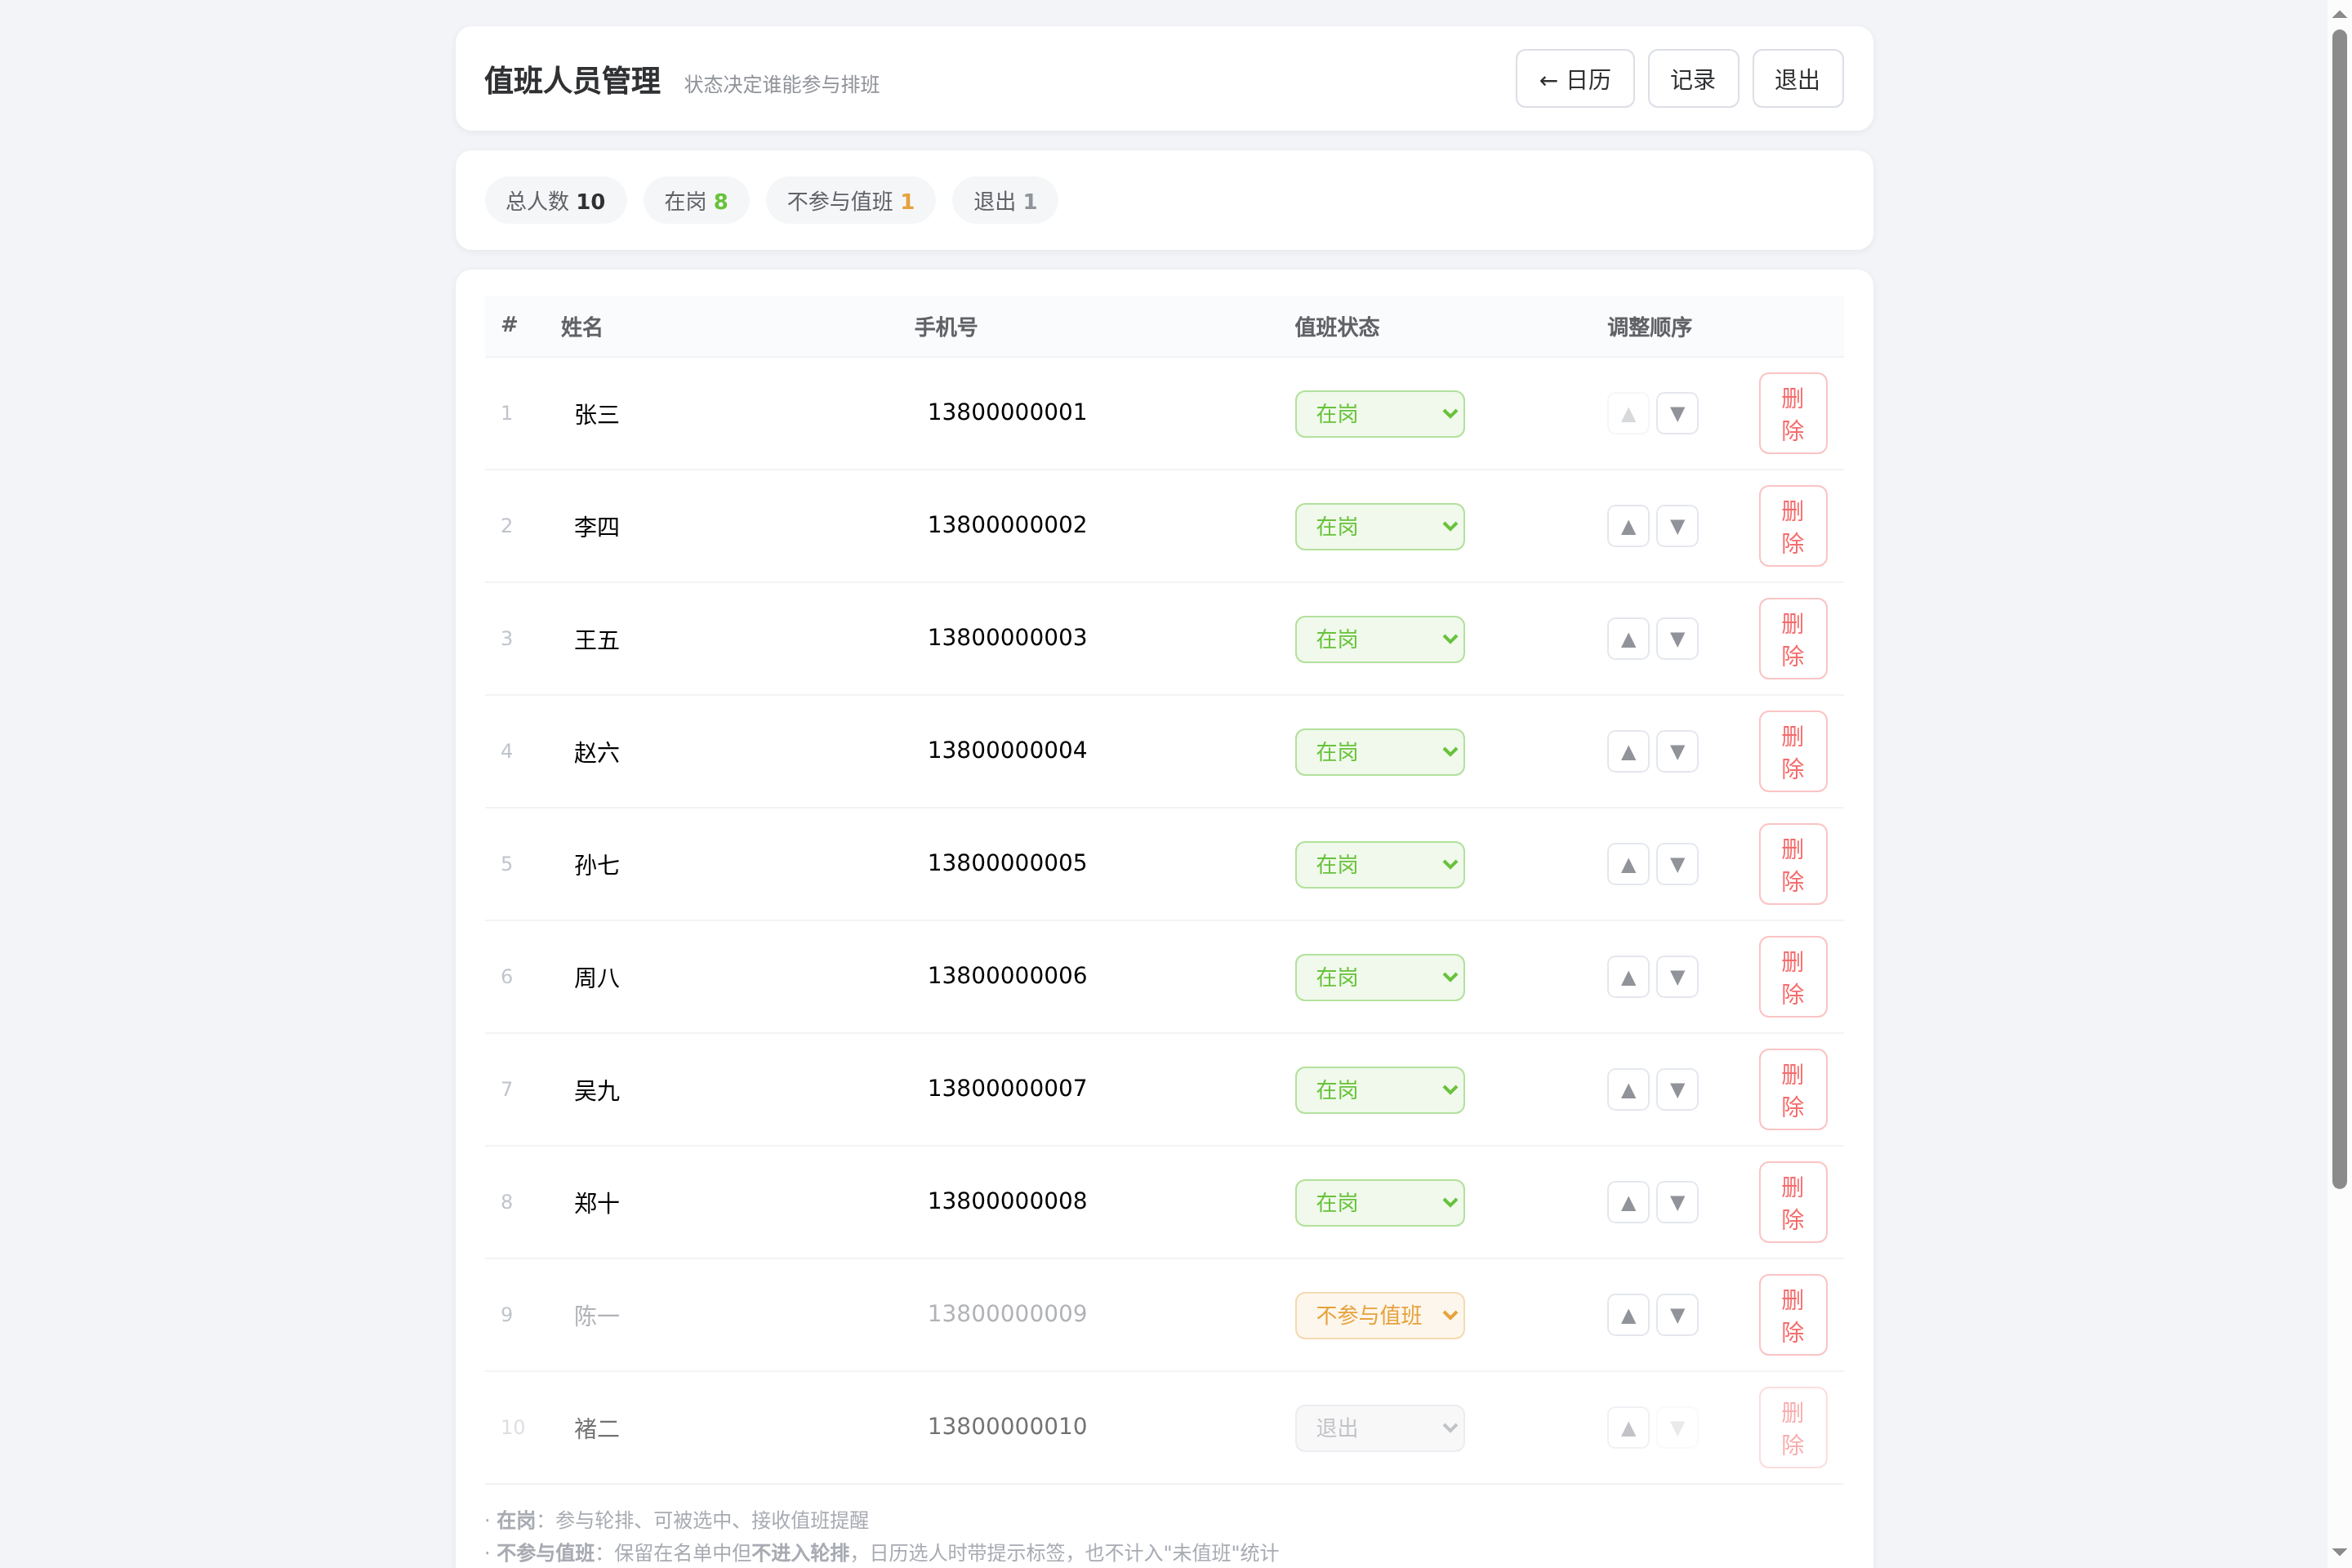 值班人员管理 状态决定谁能参与排班 ← 日历 记录 退出
总人数 10 在岗 8 不参与值班 1 退出 1
# 姓名 手机号 值班状态 调整顺序
1 张三 13800000001 在岗 ▲ ▼ 删除
2 李四 13800000002 在岗 ▲ ▼ 删除
3 王五 13800000003 在岗 ▲ ▼ 删除
4 赵六 13800000004 在岗 ▲ ▼ 删除
5 孙七 13800000005 在岗 ▲ ▼ 删除
6 周八 13800000006 在岗 ▲ ▼ 删除
7 吴九 13800000007 在岗 ▲ ▼ 删除
8 郑十 13800000008 在岗 ▲ ▼ 删除
9 陈一 13800000009 不参与值班 ▲ ▼ 删除
10 褚二 13800000010 退出 ▲ ▼ 删除
· 在岗：参与轮排、可被选中、接收值班提醒
· 不参与值班：保留在名单中但不进入轮排，日历选人时带提示标签，也不计入"未值班"统计